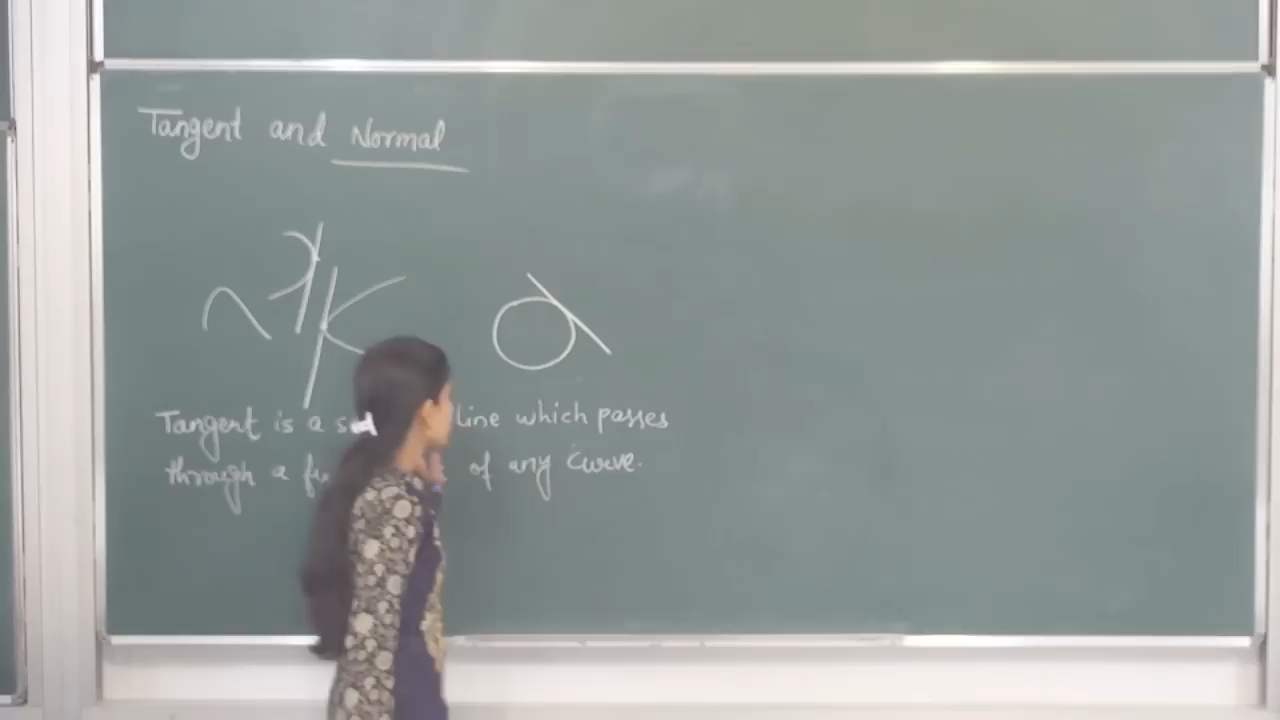 Tangent and Normal
Tangent is a line which passes
through a of any curve.